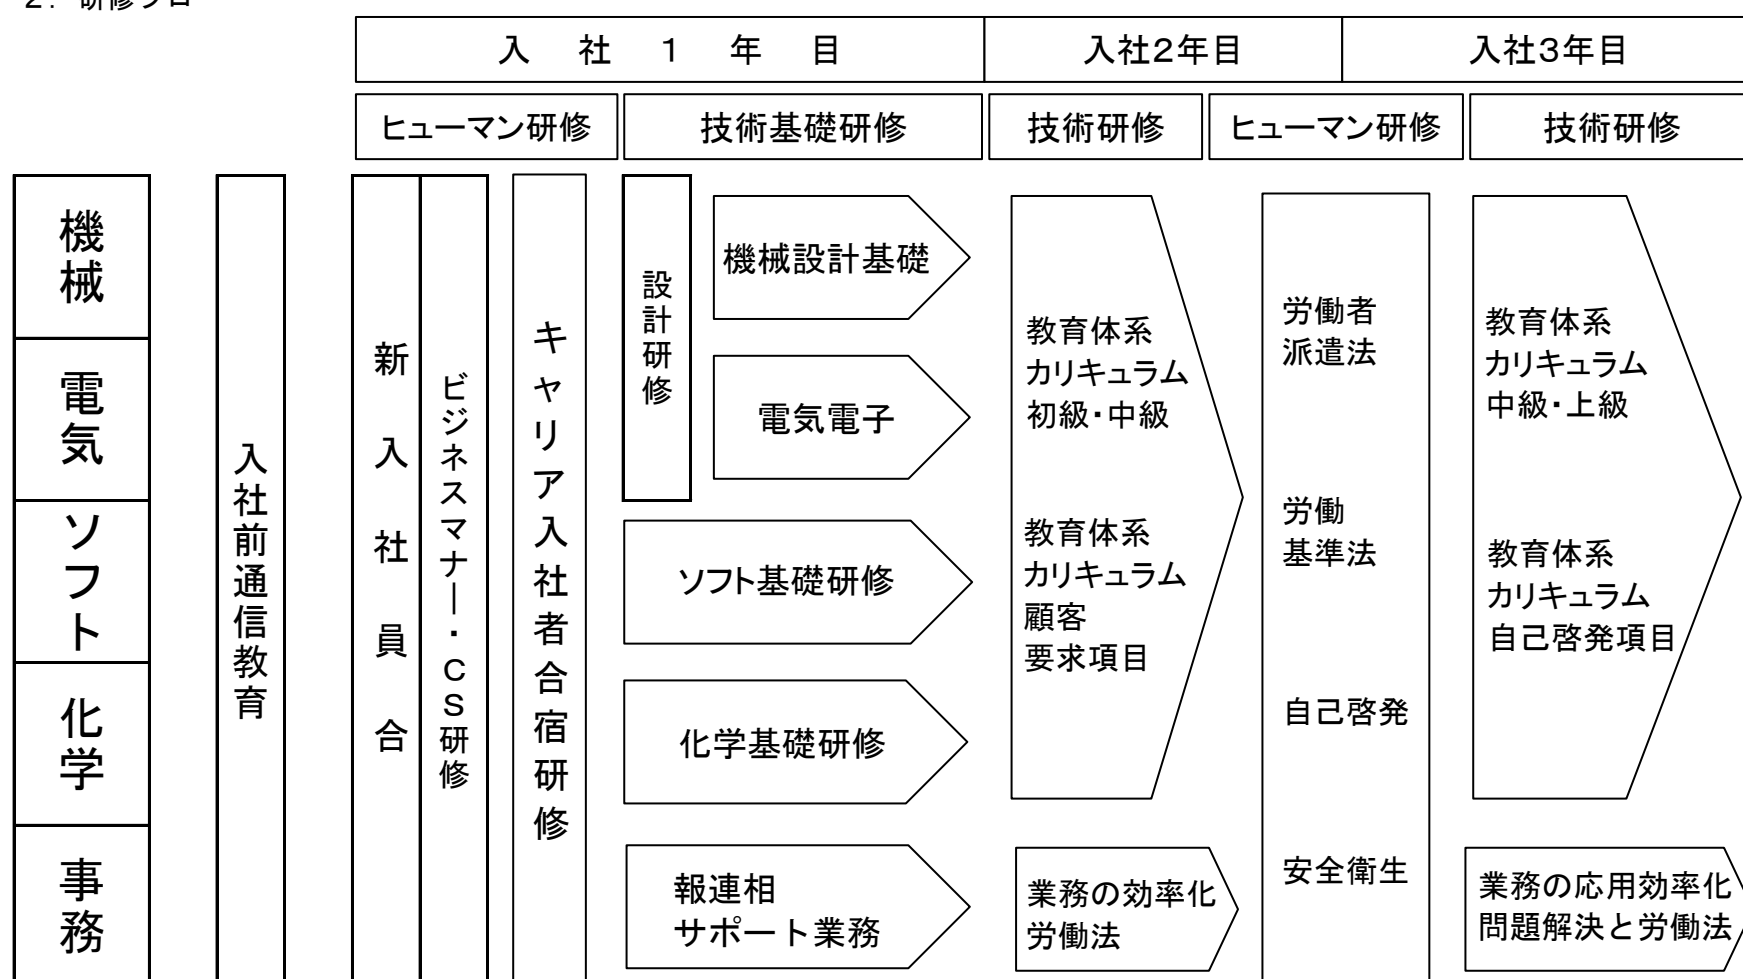 2. 研修フロー
入 社 1 年 目
入社2年目
入社3年目
ヒューマン研修
技術基礎研修
技術研修
ヒューマン研修
技術研修
機械
電気
ソフト
化学
事務
入社前通信教育
新入社員合
ビジネスマナー・CS研修
キャリア入社者合宿研修
設計研修
機械設計基礎
電気電子
ソフト基礎研修
化学基礎研修
報連相
サポート業務
教育体系
カリキュラム
初級・中級
教育体系
カリキュラム
顧客
要求項目
業務の効率化
労働法
労働者
派遣法
労働
基準法
自己啓発
安全衛生
教育体系
カリキュラム
中級・上級
教育体系
カリキュラム
自己啓発項目
業務の応用効率化
問題解決と労働法